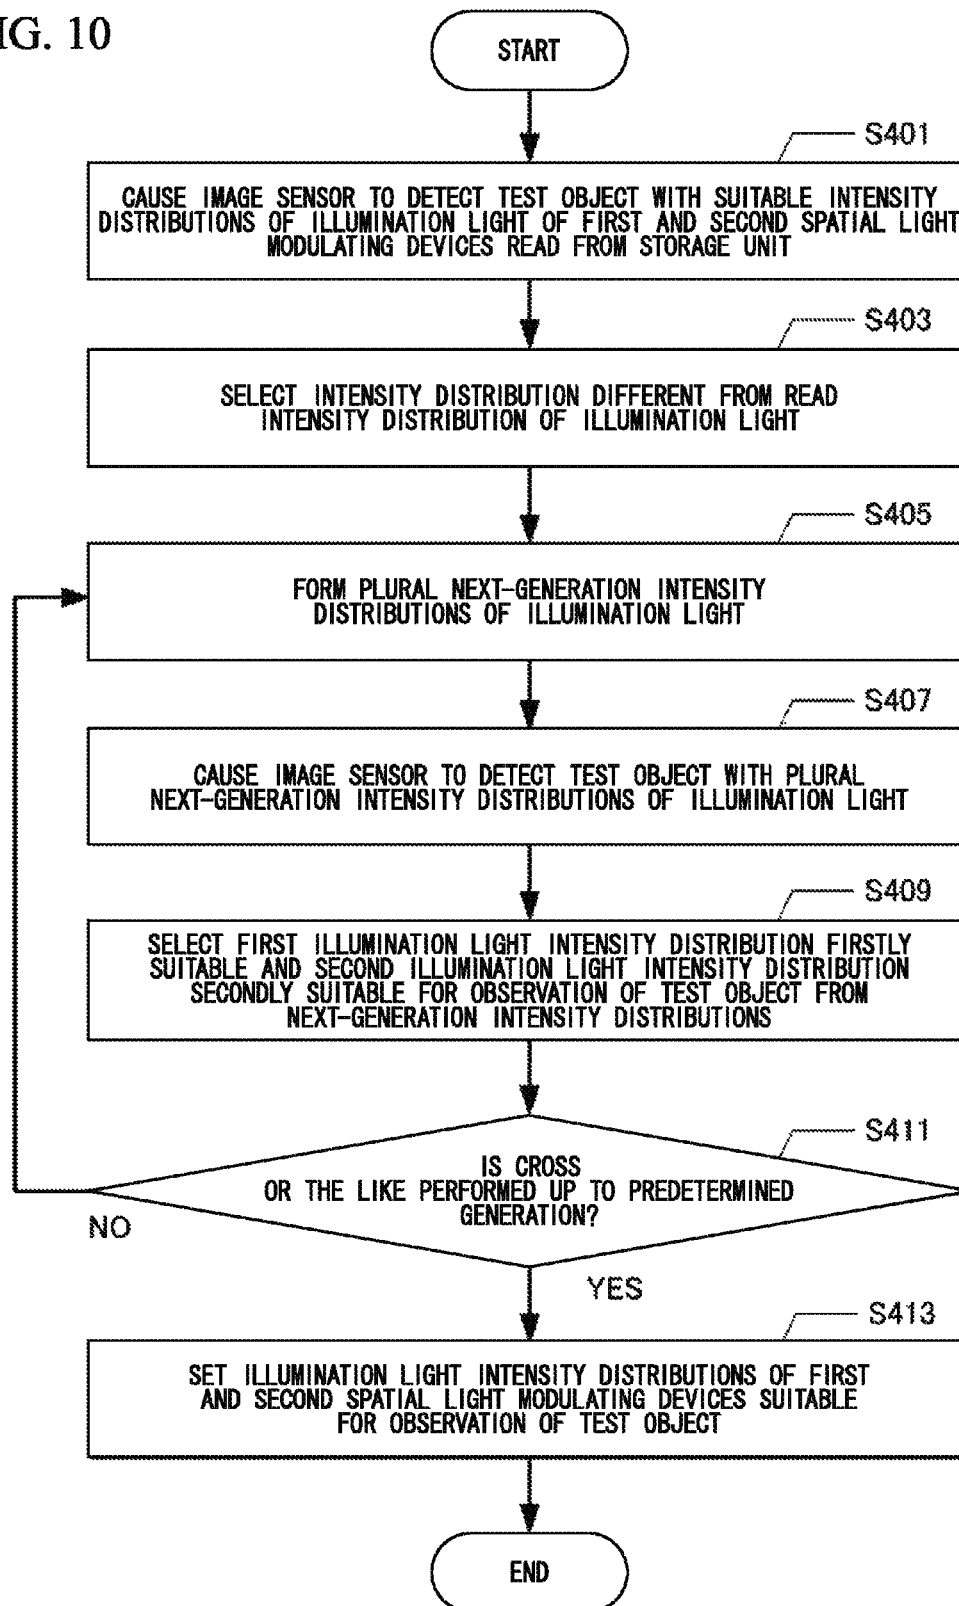 IG. 10
START
S401
CAUSE IMAGE SENSOR TO DETECT TEST OBJECT WITH SUITABLE INTENSITY
DISTRIBUTIONS OF ILLUMINATION LIGHT OF FIRST AND SECOND SPATIAL LIGHT
MODULATING DEVICES READ FROM STORAGE UNIT
S403
SELECT INTENSITY DISTRIBUTION DIFFERENT FROM READ
INTENSITY DISTRIBUTION OF ILLUMINATION LIGHT
S405
FORM PLURAL NEXT-GENERATION INTENSITY
DISTRIBUTIONS OF ILLUMINATION LIGHT
S407
CAUSE IMAGE SENSOR TO DETECT TEST OBJECT WITH PLURAL
NEXT-GENERATION INTENSITY DISTRIBUTIONS OF ILLUMINATION LIGHT
S409
SELECT FIRST ILLUMINATION LIGHT INTENSITY DISTRIBUTION FIRSTLY
SUITABLE AND SECOND ILLUMINATION LIGHT INTENSITY DISTRIBUTION
SECONDLY SUITABLE FOR OBSERVATION OF TEST OBJECT FROM
NEXT-GENERATION INTENSITY DISTRIBUTIONS
S411
IS CROSS
OR THE LIKE PERFORMED UP TO PREDETERMINED
GENERATION?
NO
YES
S413
SET ILLUMINATION LIGHT INTENSITY DISTRIBUTIONS OF FIRST
AND SECOND SPATIAL LIGHT MODULATING DEVICES SUITABLE
FOR OBSERVATION OF TEST OBJECT
END